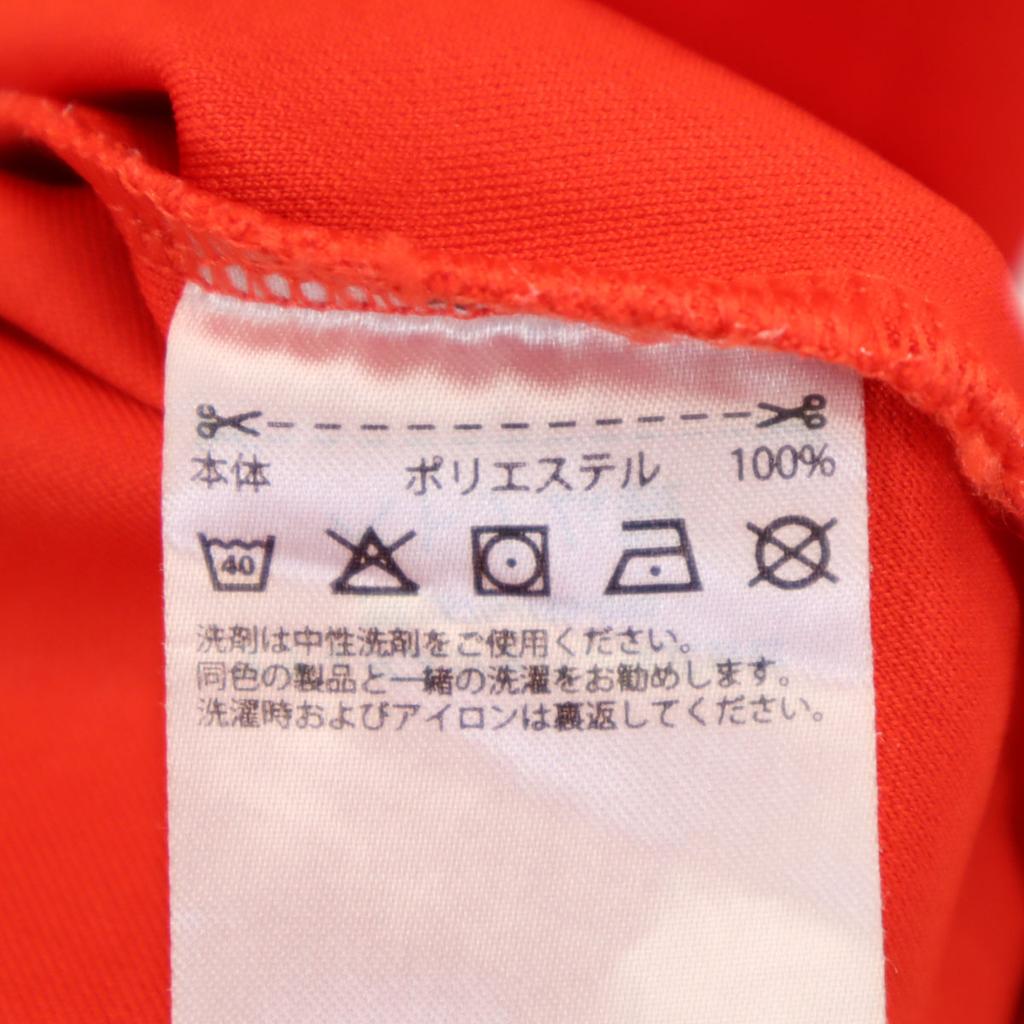 本体 ポリエステル 100%
40
洗剤は中性洗剤をご使用ください。
同色の製品と一緒の洗濯をお勧めします。
洗濯時およびアイロンは裏返してください。